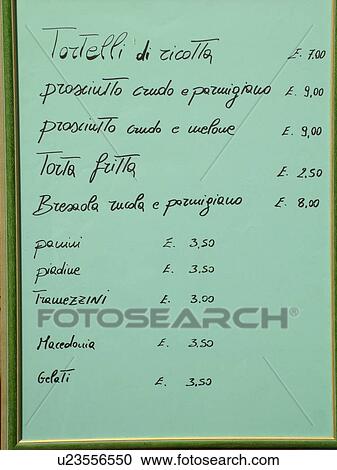 Tortelli di ricotta E. 7.00
prosciutto crudo e parmigiano E. 9,00
prosciutto crudo e melone E. 9,00
Torta fritta E. 2.50
Bresaola rucola e parmigiano E. 8.00
panini E. 3,50
piadine E. 3.50
TramEZZINI E. 3.00
FOTOSEARCH®
Macedonia E. 3,50
Gelati E. 3,50
u23556550 www.fotosearch.com